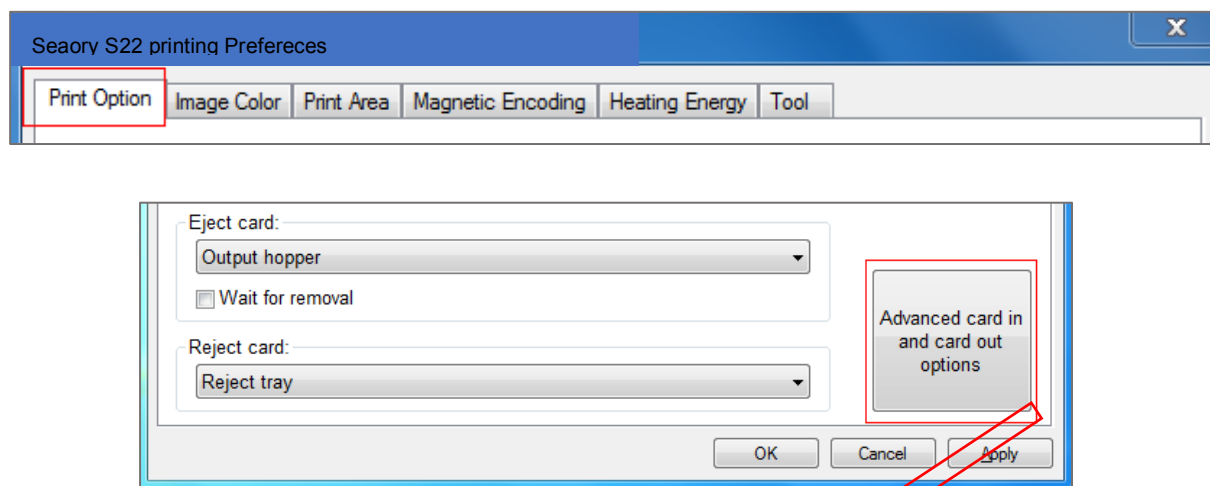 Seaory S22 printing Prefereces
X
Print Option Image Color Print Area Magnetic Encoding Heating Energy Tool
Eject card:
Output hopper
Wait for removal
Advanced card in
and card out
options
Reject card:
Reject tray
OK Cancel Apply